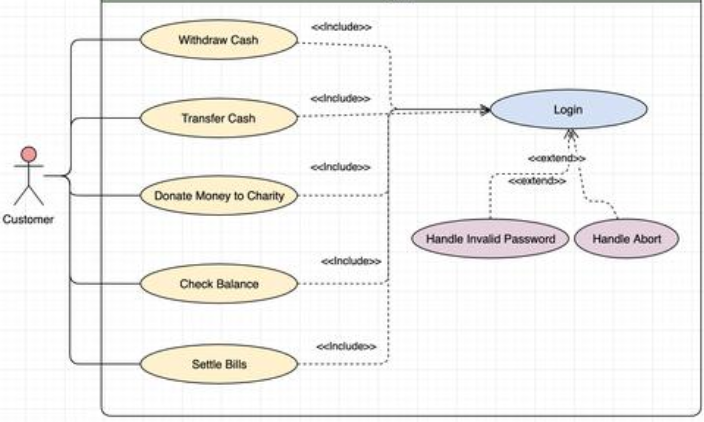 <<Include>>
Withdraw Cash
<<Include>>
Transfer Cash
Login
<<extend>>
<<Include>>
<<extend>>
Donate Money to Charity
Customer
Handle Invalid Password
Handle Abort
<<Include>>
Check Balance
<<Include>>
Settle Bills